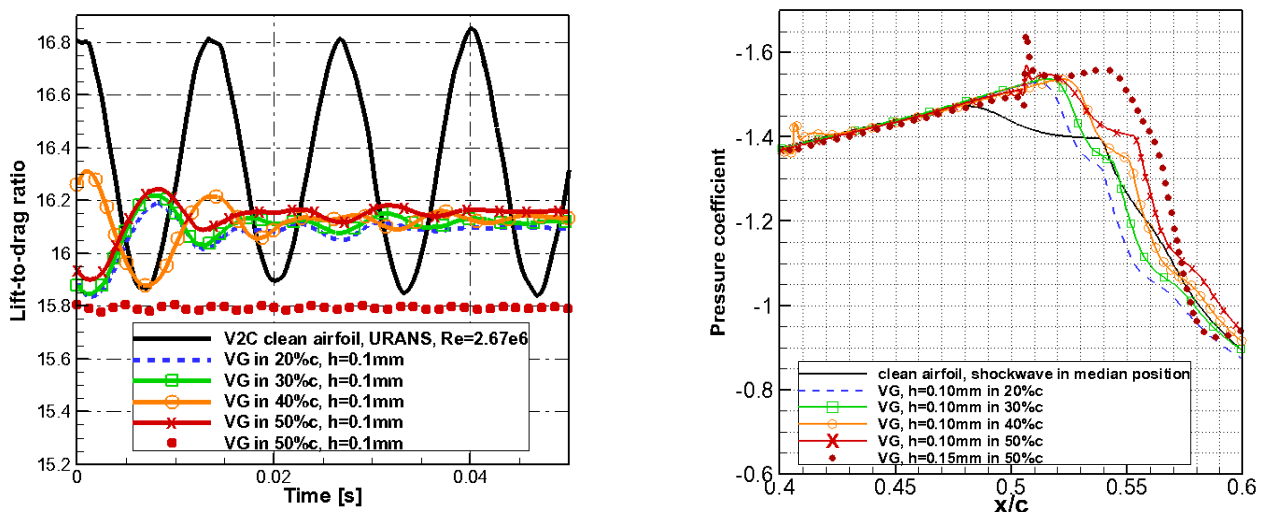 Lift-to-drag ratio
16.8
16.6
16.4
16.2
16
15.8
15.6
15.4
15.2
V2C clean airfoil, URANS, Re=2.67e6
VG in 20%c, h=0.1mm
VG in 30%c, h=0.1mm
VG in 40%c, h=0.1mm
VG in 50%c, h=0.1mm
VG in 50%c, h=0.1mm
0
0.02
0.04
Time [s]
Pressure coefficient
-1.6
-1.4
-1.2
-1
-0.8
-0.6
clean airfoil, shockwave in median position
VG, h=0.10mm in 20%c
VG, h=0.10mm in 30%c
VG, h=0.10mm in 40%c
VG, h=0.10mm in 50%c
VG, h=0.15mm in 50%c
0.4
0.45
0.5
0.55
0.6
x/c